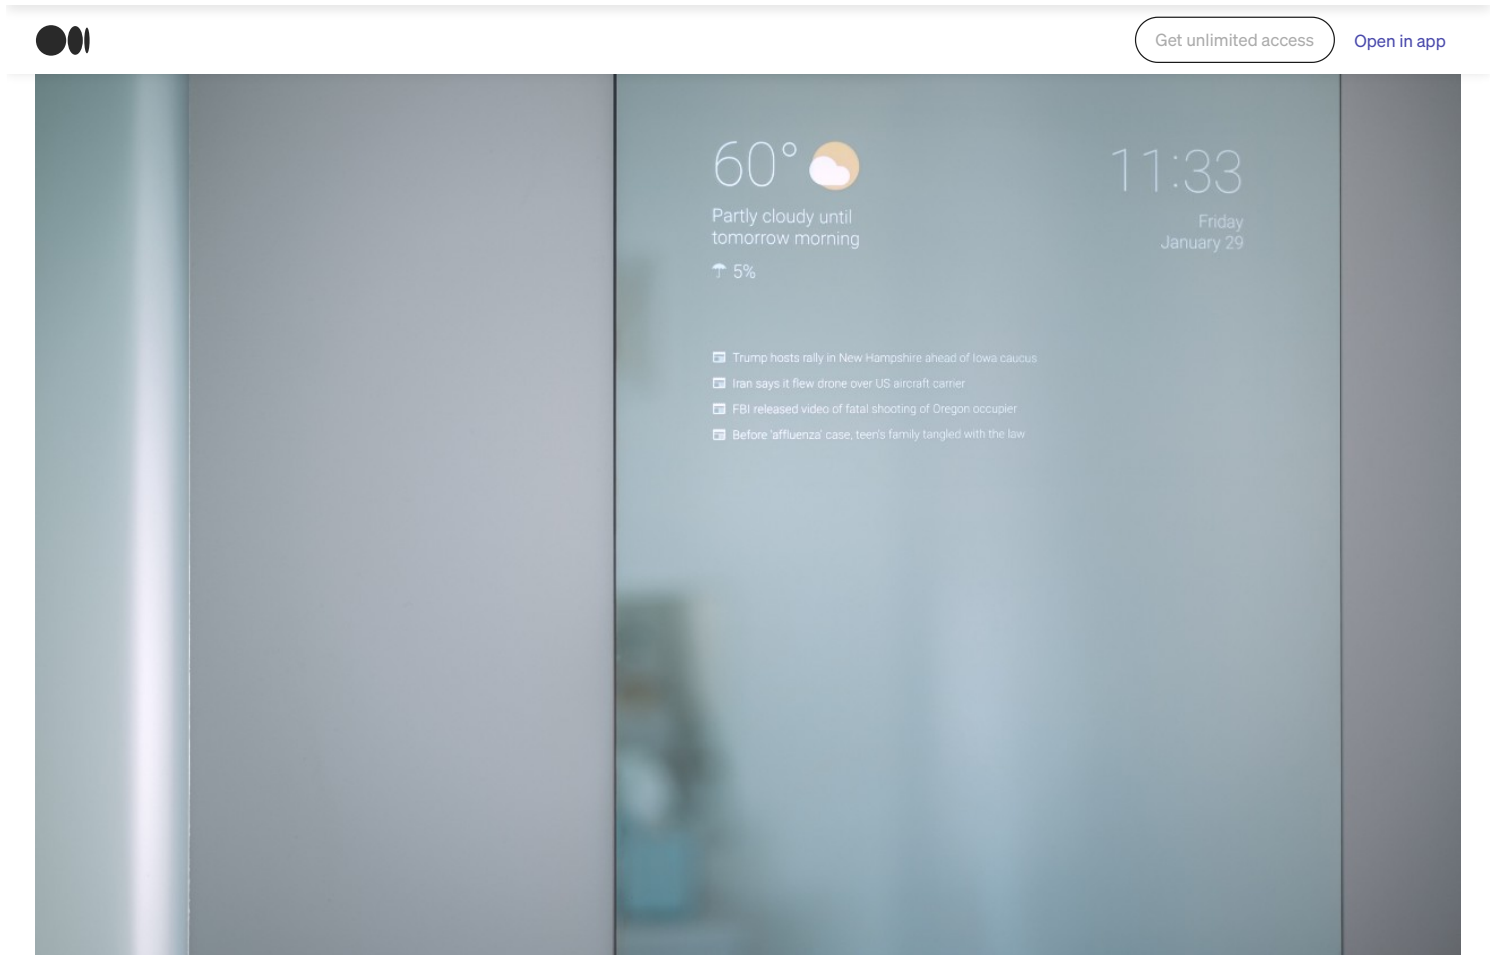 Get unlimited access
Open in app
60°
Partly cloudy until
tomorrow morning
5%
11:33
Friday
January 29
Trump hosts rally in New Hampshire ahead of Iowa caucus
Iran says it flew drone over US aircraft carrier
FBI released video of fatal shooting of Oregon occupier
Before 'affluenza' case, teen's family tangled with the law